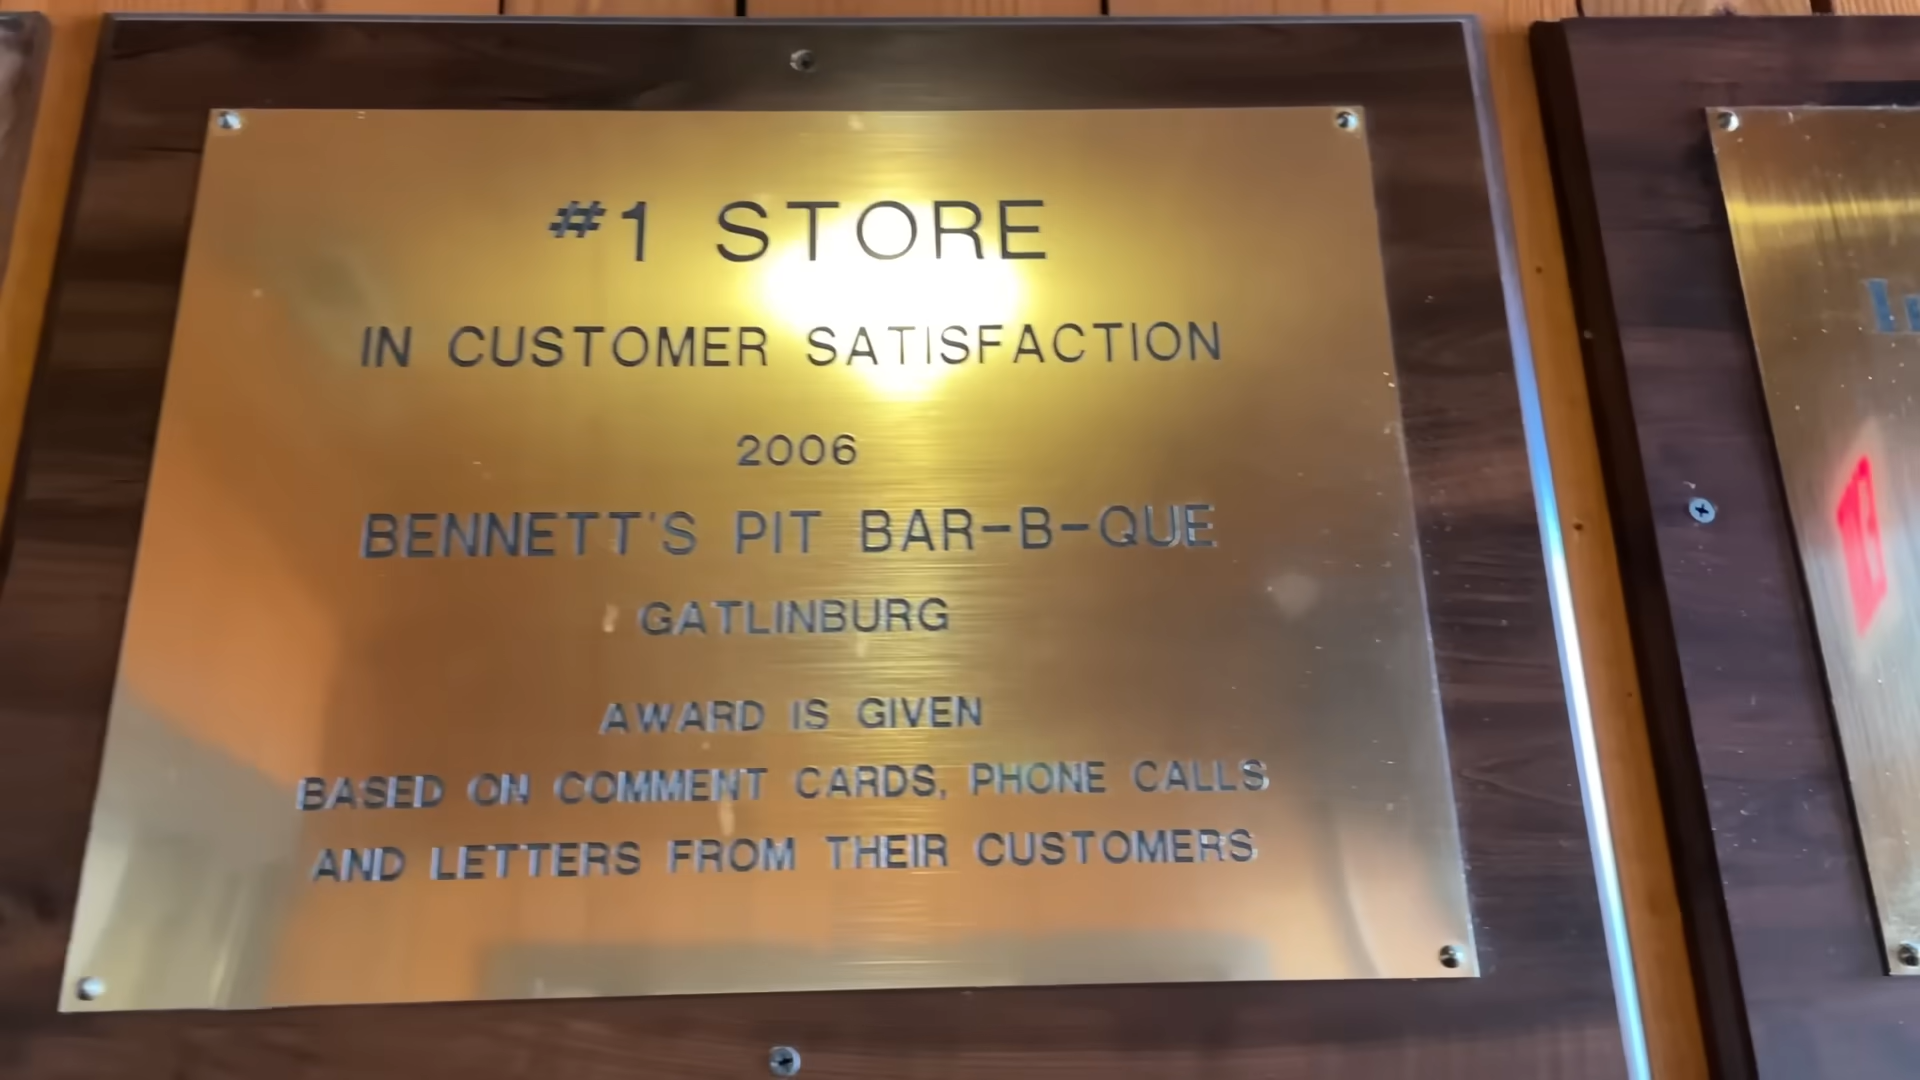 #1 STORE
IN CUSTOMER SATISFACTION
2006
BENNETT'S PIT BAR-B-QUE
GATLINBURG
AWARD IS GIVEN
BASED ON COMMENT CARDS, PHONE CALLS
AND LETTERS FROM THEIR CUSTOMERS